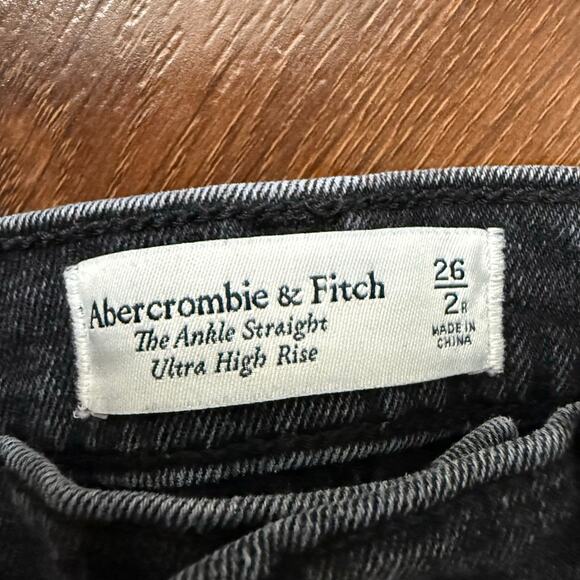 Abercrombie & Fitch
The Ankle Straight
Ultra High Rise
26
2R
MADE IN
CHINA